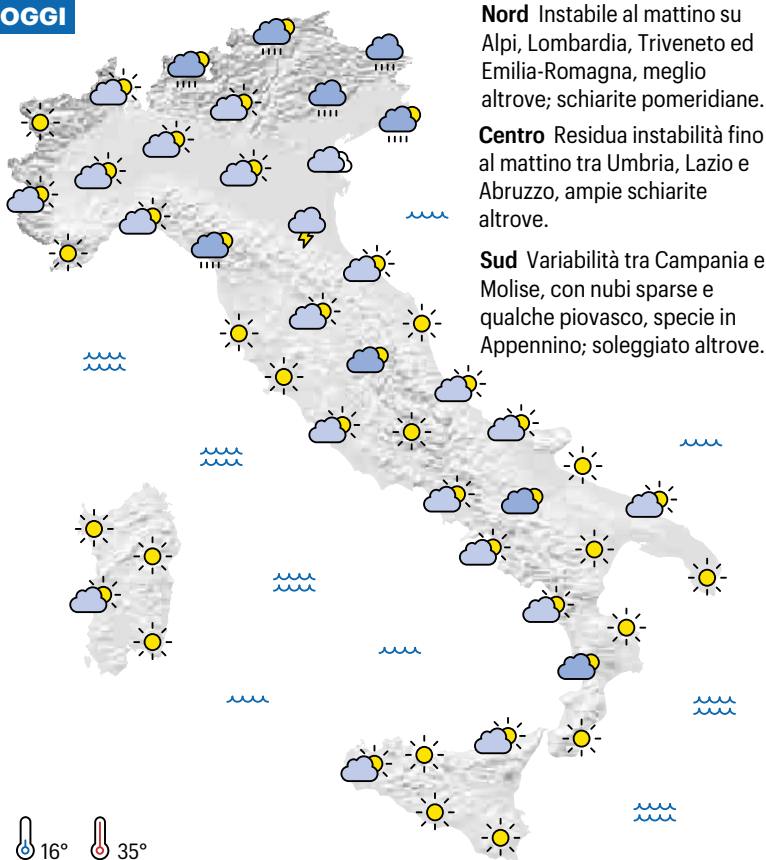 OGGI
Nord Instabile al mattino su
Alpi, Lombardia, Triveneto ed
Emilia-Romagna, meglio
altrove; schiarite pomeridiane.
Centro Residua instabilità fino
al mattino tra Umbria, Lazio e
Abruzzo, ampie schiarite
altrove.
Sud Variabilità tra Campania e
Molise, con nubi sparse e
qualche piovasco, specie in
Appennino; soleggiato altrove.
16° 35°